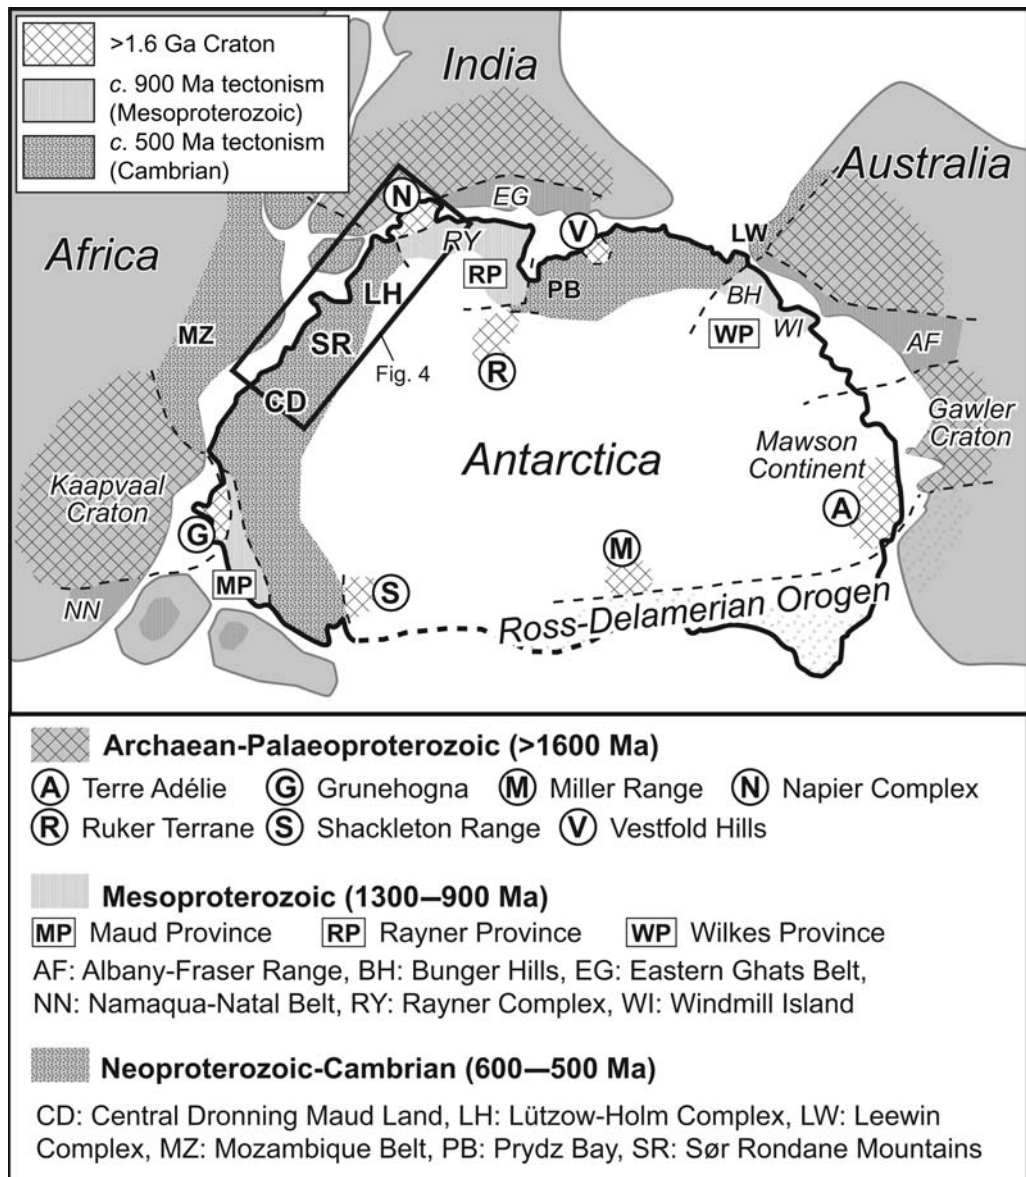 >1.6 Ga Craton
c. 900 Ma tectonism
(Mesoproterozoic)
c. 500 Ma tectonism
(Cambrian)
India
Australia
Africa
N
EG
V
LW
RY
RP
PB
BH
WP
WI
AF
LH
SR
MZ
CD
Fig. 4
R
Antarctica
Mawson
Continent
Gawler
Craton
Kaapvaal
Craton
G
A
M
MP
S
NN
Ross-Delamerian Orogen
Archaean-Palaeoproterozoic (>1600 Ma)
A Terre Adélie G Grunehogna M Miller Range N Napier Complex
R Ruker Terrane S Shackleton Range V Vestfold Hills
Mesoproterozoic (1300—900 Ma)
MP Maud Province RP Rayner Province WP Wilkes Province
AF: Albany-Fraser Range, BH: Bunger Hills, EG: Eastern Ghats Belt,
NN: Namaqua-Natal Belt, RY: Rayner Complex, WI: Windmill Island
Neoproterozoic-Cambrian (600—500 Ma)
CD: Central Dronning Maud Land, LH: Lützow-Holm Complex, LW: Leewin
Complex, MZ: Mozambique Belt, PB: Prydz Bay, SR: Sør Rondane Mountains